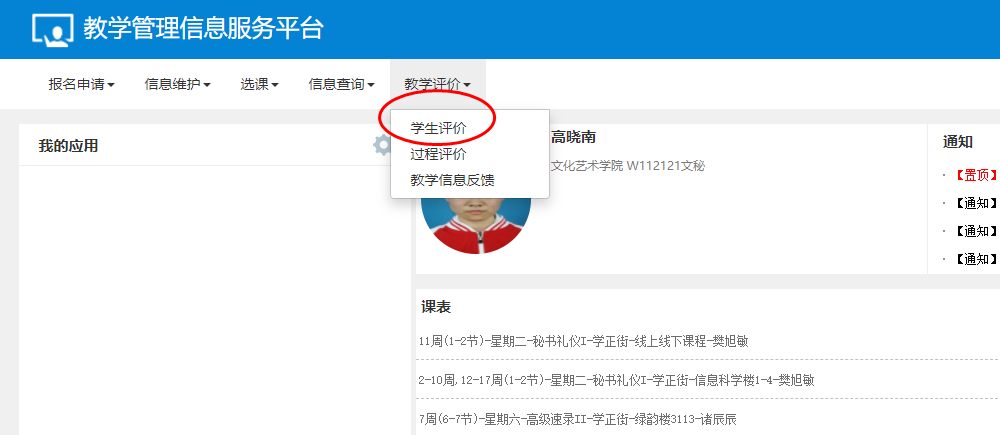 教学管理信息服务平台
报名申请 信息维护 选课 信息查询 教学评价
学生评价
过程评价
教学信息反馈
我的应用
高晓南
文化艺术学院 W112121文秘
通知
· 【置顶】
· 【通知】
· 【通知】
· 【通知】
课表
11周(1-2节)-星期二-秘书礼仪I-学正街-线上线下课程-樊旭敏
2-10周,12-17周(1-2节)-星期二-秘书礼仪I-学正街-信息科学楼1-4-樊旭敏
7周(6-7节)-星期六-高级速录II-学正街-绿韵楼3113-诸辰辰